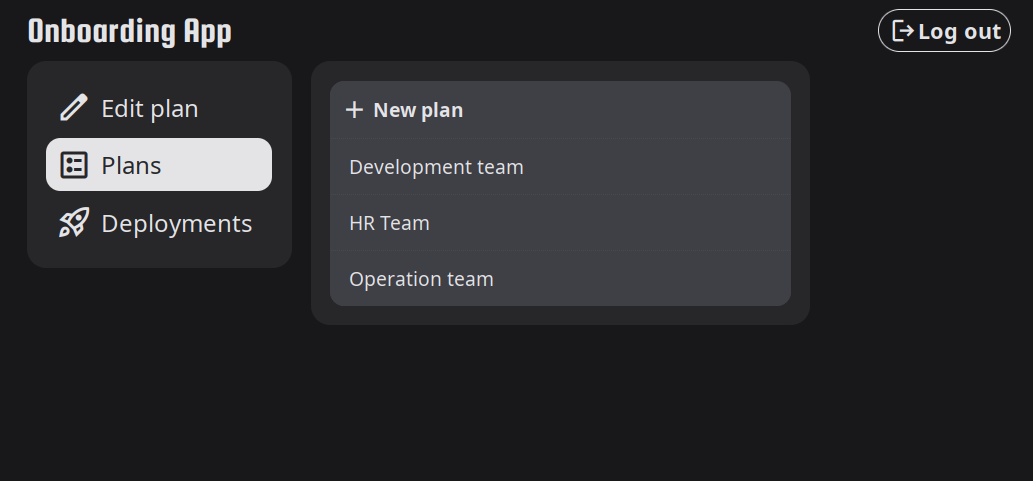 Onboarding App
Log out
Edit plan
Plans
Deployments
New plan
Development team
HR Team
Operation team